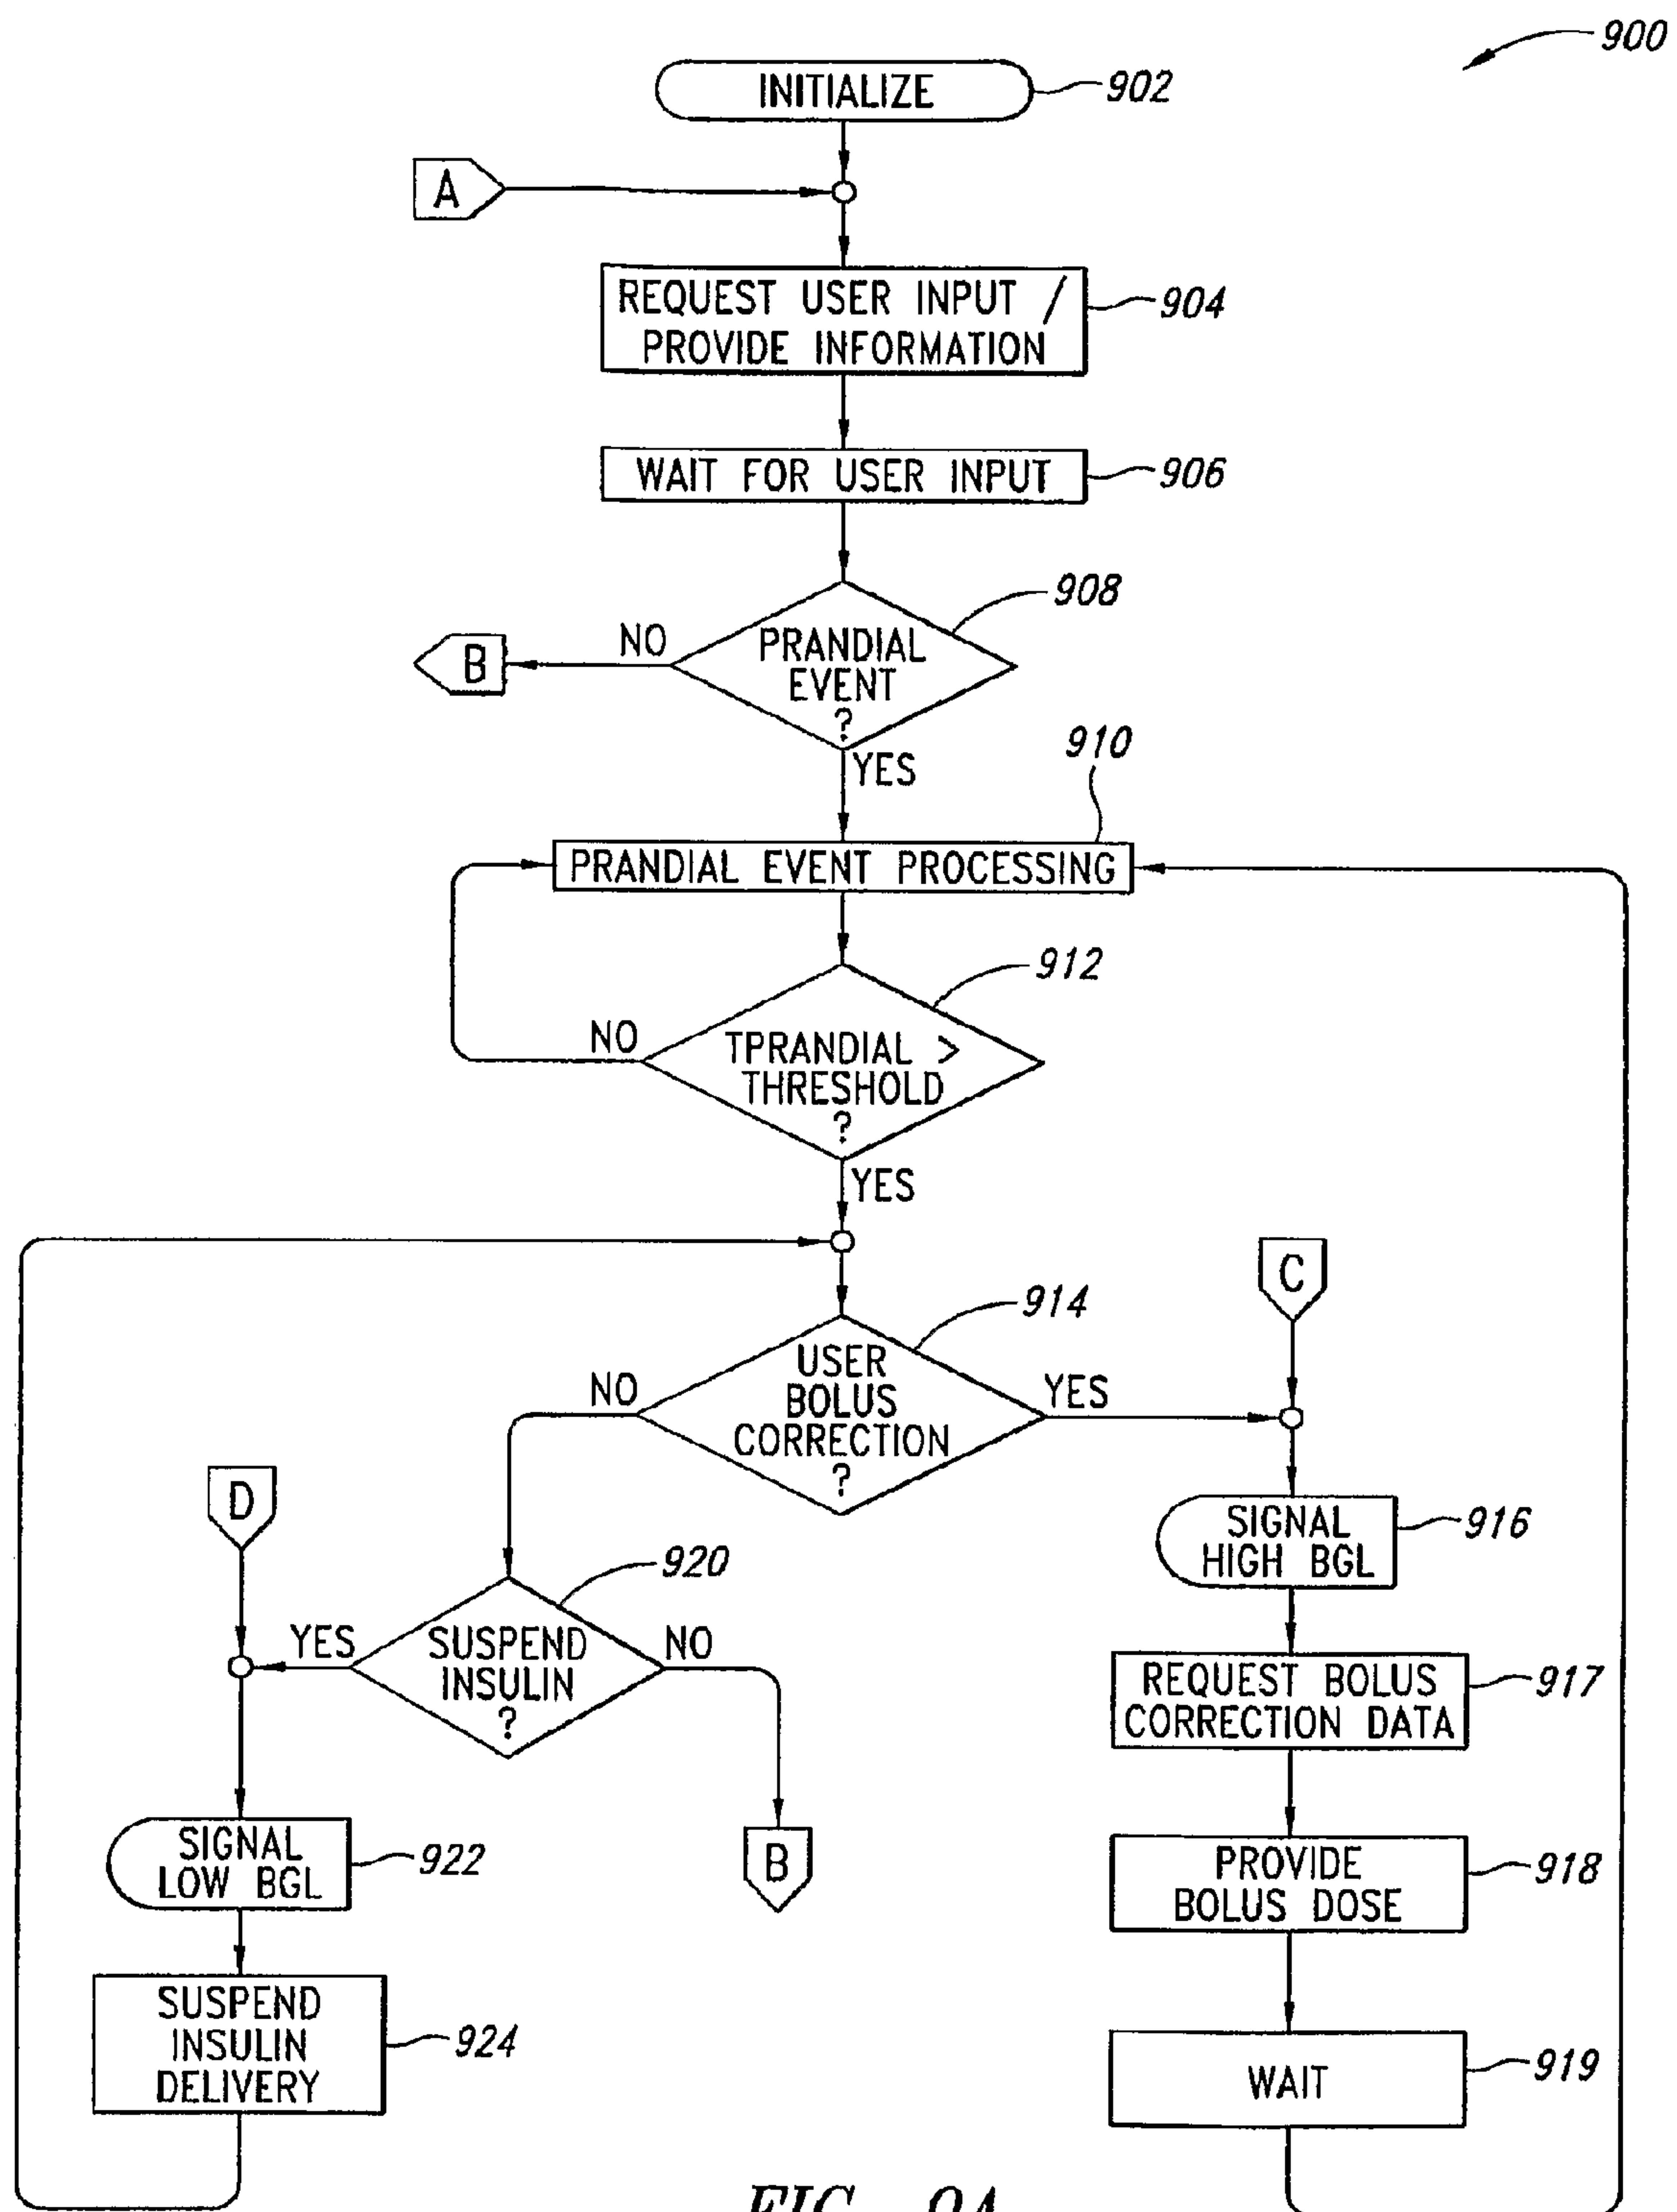 900
INITIALIZE
902
A
REQUEST USER INPUT /
PROVIDE INFORMATION
904
WAIT FOR USER INPUT
906
908
PRANDIAL
EVENT
?
NO
B
YES
910
PRANDIAL EVENT PROCESSING
912
TPRANDIAL >
THRESHOLD
?
NO
YES
C
914
USER
BOLUS
CORRECTION
?
NO
YES
D
SIGNAL
HIGH BGL
916
920
SUSPEND
INSULIN
?
YES
NO
REQUEST BOLUS
CORRECTION DATA
917
SIGNAL
LOW BGL
922
B
PROVIDE
BOLUS DOSE
918
SUSPEND
INSULIN
DELIVERY
924
WAIT
919
FIG. 9A